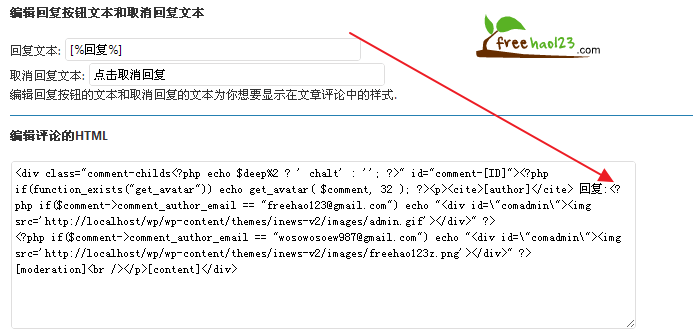 编辑回复按钮文本和取消回复文本
freehao123.com
回复文本: [%回复%]
取消回复文本: 点击取消回复
编辑回复按钮的文本和取消回复的文本为你想要显示在文章评论中的样式.
编辑评论的HTML
<div class="comment-childs<?php echo $deep%2 ? ' chalt' : ''; ?>" id="comment-[ID]"><?php
if(function_exists("get_avatar")) echo get_avatar( $comment, 32 ); ?><p><cite>[author]</cite> 回复:<?
php if($comment->comment_author_email == "freehao123@gmail.com") echo "<div id=\"comadmin\"><img
src='http://localhost/wp/wp-content/themes/inews-v2/images/admin.gif'></div>" ?>
<?php if($comment->comment_author_email == "wosowosoew987@gmail.com") echo "<div id=\"comadmin\"><img
src='http://localhost/wp/wp-content/themes/inews-v2/images/freehao123z.png'></div>" ?>
[moderation]<br /></p>[content]</div>